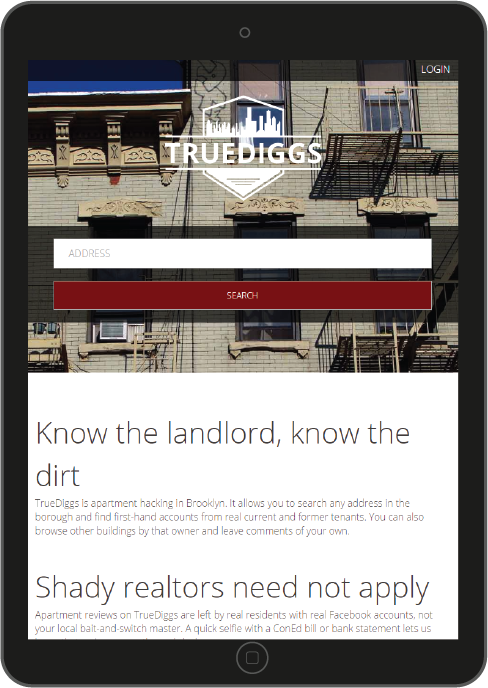 LOGIN
TRUEDIGGS
ADDRESS
SEARCH
Know the landlord, know the
dirt
TrueDiggs is apartment hacking in Brooklyn. It allows you to search any address in the
borough and find first-hand accounts from real current and former tenants. You can also
browse other buildings by that owner and leave comments of your own.
Shady realtors need not apply
Apartment reviews on TrueDiggs are left by real residents with real Facebook accounts, not
your local bait-and-switch master. A quick selfie with a ConEd bill or bank statement lets us